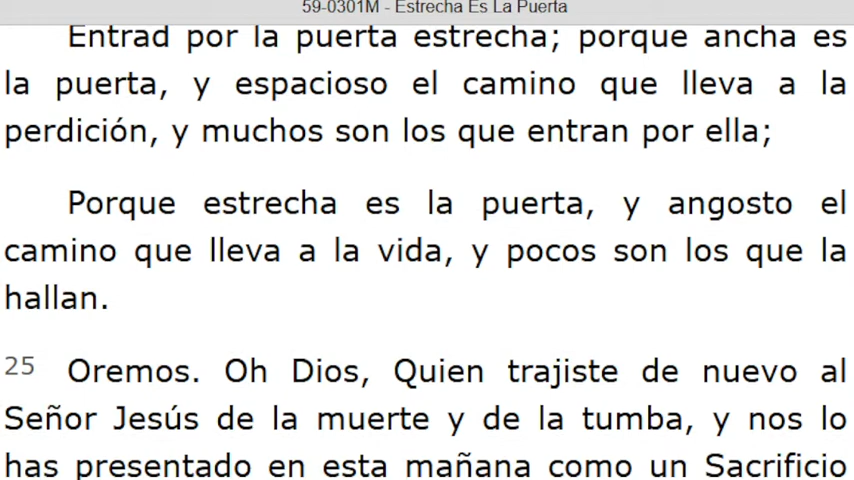 59-0301M - Estrecha Es La Puerta
Entrad por la puerta estrecha; porque ancha es
la puerta, y espacioso el camino que lleva a la
perdición, y muchos son los que entran por ella;
Porque estrecha es la puerta, y angosto el
camino que lleva a la vida, y pocos son los que la
hallan.
25 Oremos. Oh Dios, Quien trajiste de nuevo al
Señor Jesús de la muerte y de la tumba, y nos lo
has presentado en esta mañana como un Sacrificio